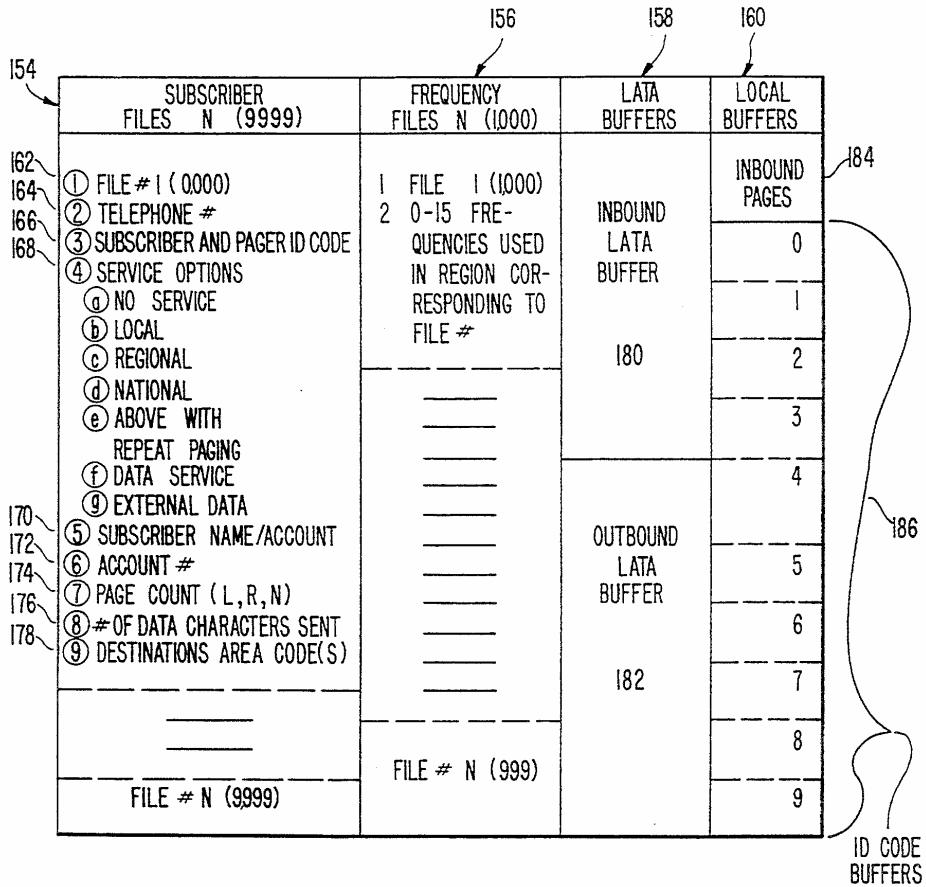 156
158
160
154
SUBSCRIBER
FILES N (9999)
FREQUENCY
FILES N (1,000)
LATA
BUFFERS
LOCAL
BUFFERS
162
164
166
168
① FILE # 1 (0,000)
② TELEPHONE #
③ SUBSCRIBER AND PAGER ID CODE
④ SERVICE OPTIONS
ⓐ NO SERVICE
ⓑ LOCAL
ⓒ REGIONAL
ⓓ NATIONAL
ⓔ ABOVE WITH
REPEAT PAGING
ⓕ DATA SERVICE
ⓖ EXTERNAL DATA
170
172
174
176
178
⑤ SUBSCRIBER NAME/ACCOUNT
⑥ ACCOUNT #
⑦ PAGE COUNT (L,R,N)
⑧ # OF DATA CHARACTERS SENT
⑨ DESTINATIONS AREA CODE(S)
FILE # N (9,999)
1 FILE 1 (1,000)
2 0-15 FRE-
QUENCIES USED
IN REGION COR-
RESPONDING TO
FILE #
FILE # N (999)
INBOUND
LATA
BUFFER
180
OUTBOUND
LATA
BUFFER
182
INBOUND
PAGES
184
0
1
2
3
4
5
6
7
8
9
186
ID CODE
BUFFERS